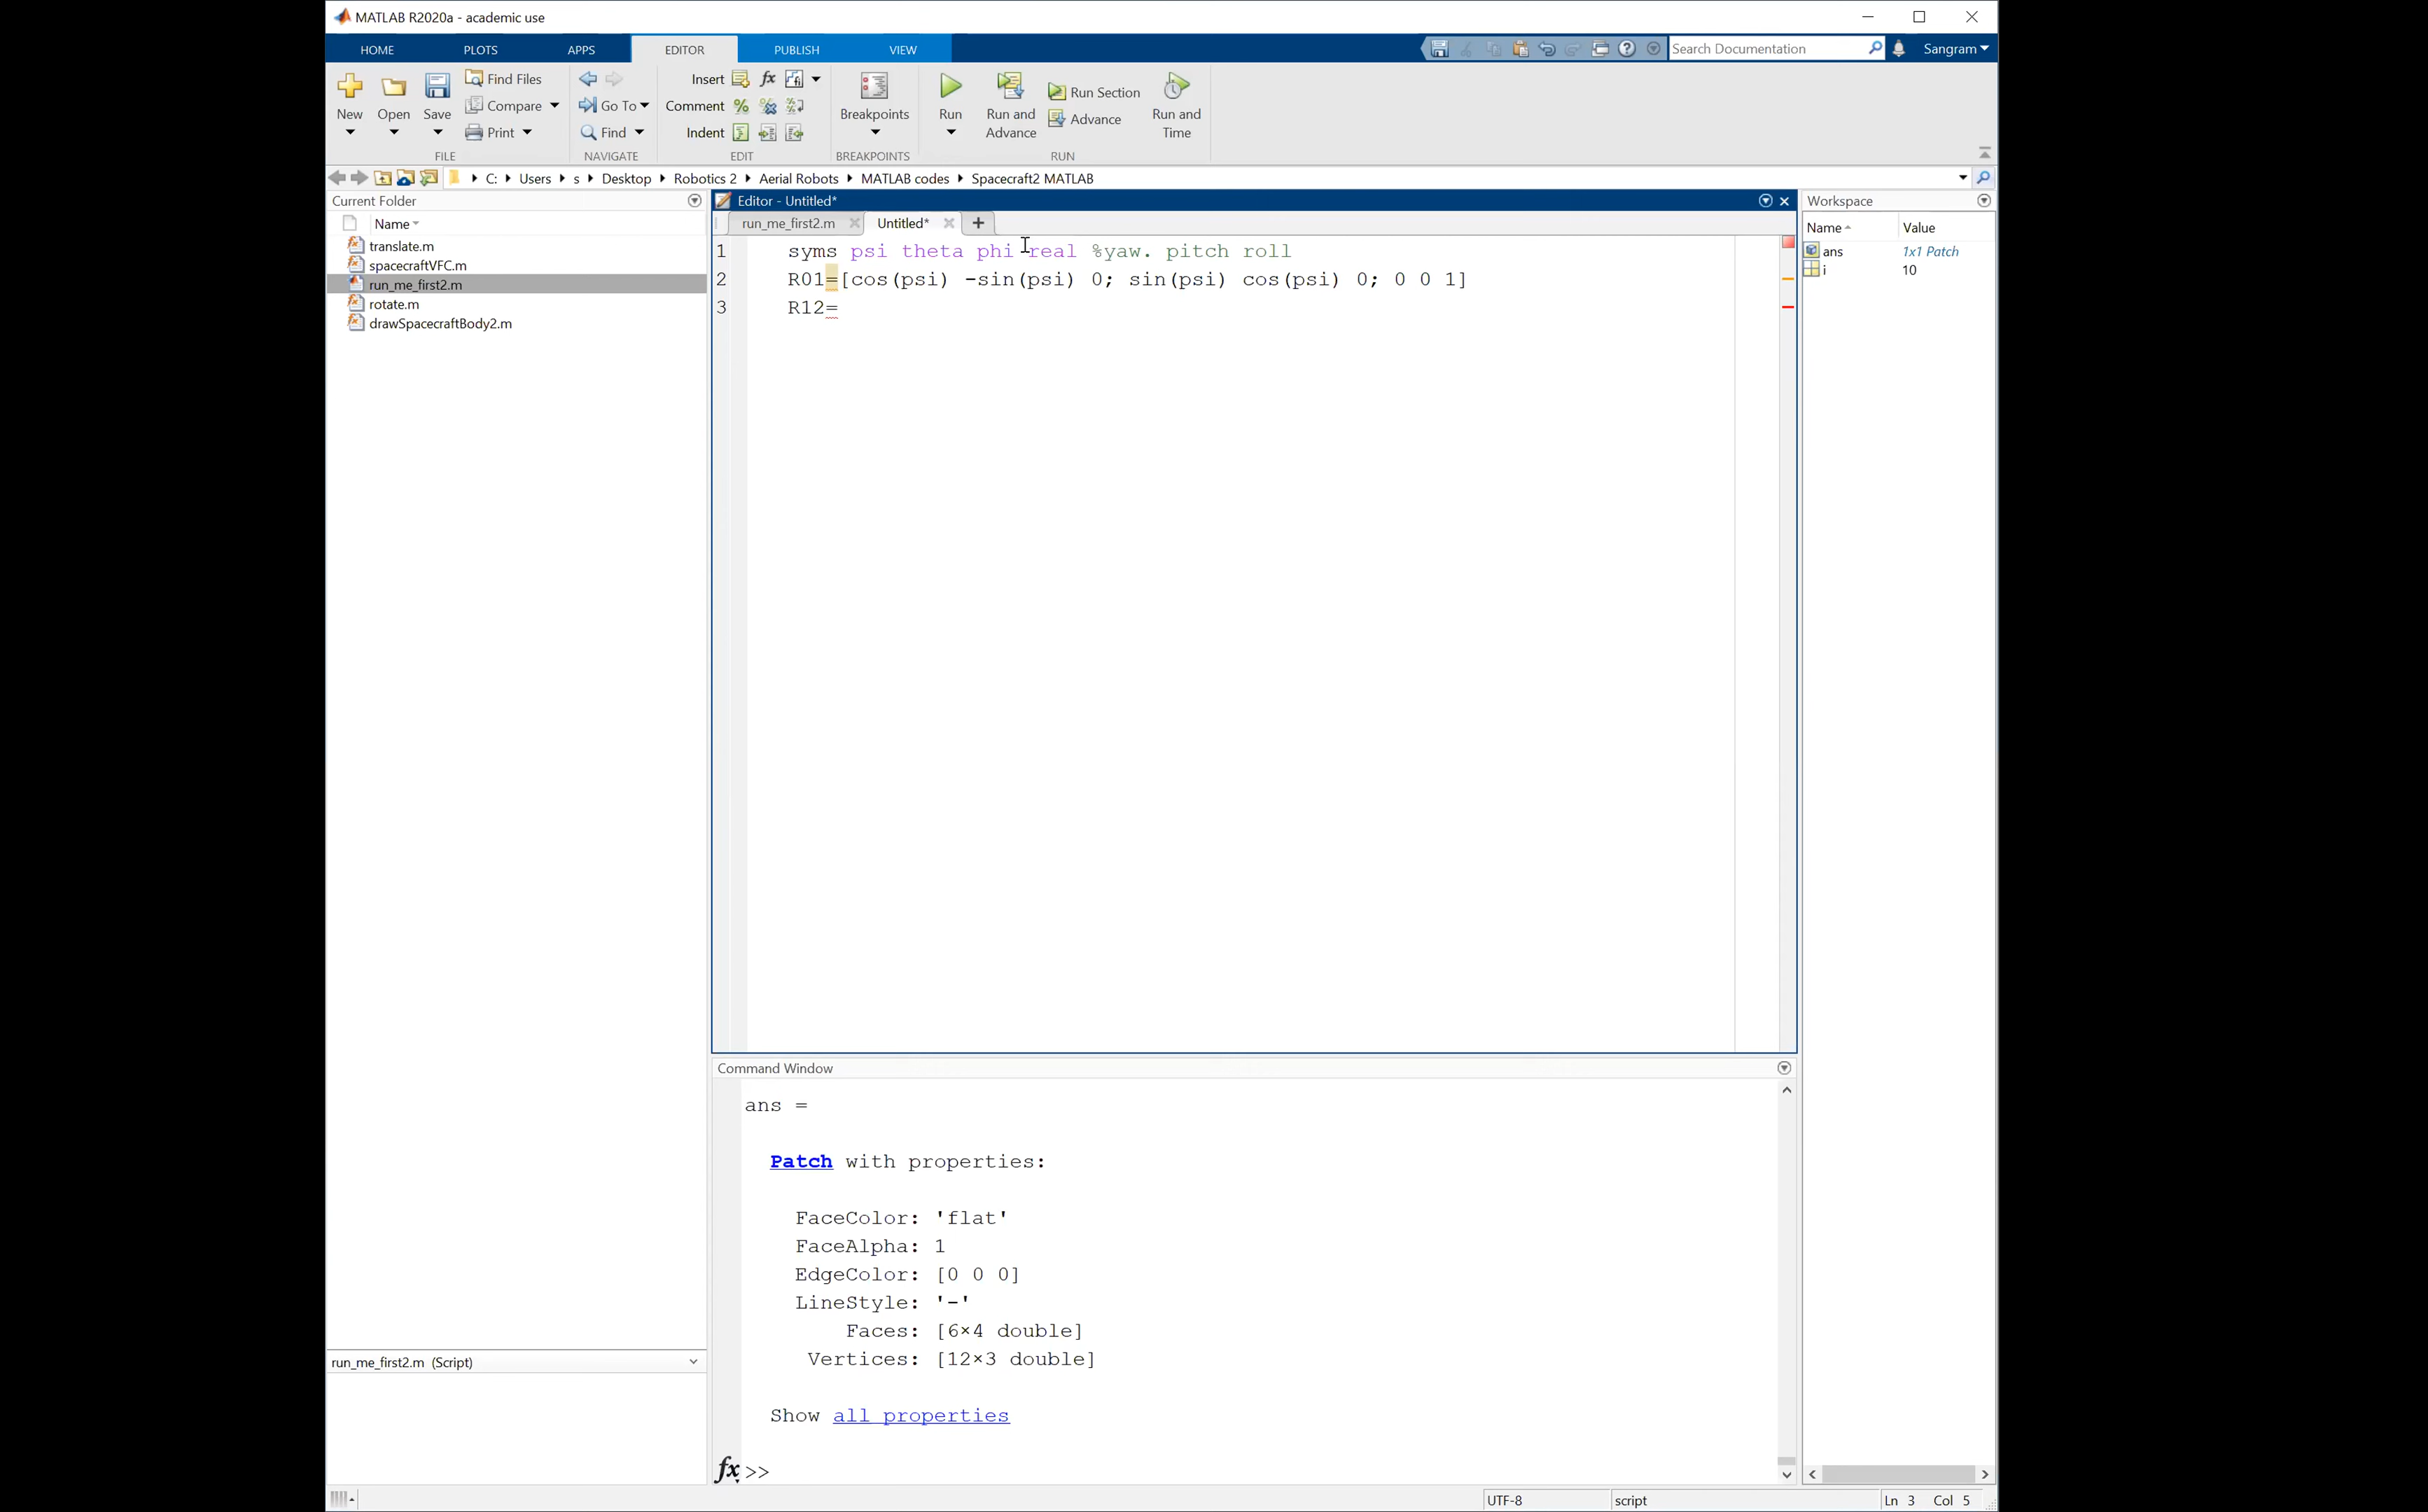 MATLAB R2020a - academic use
HOME PLOTS APPS EDITOR PUBLISH VIEW Search Documentation Sangram
New Open Save Find Files Compare Print
FILE
Go To Find
NAVIGATE
Insert fx
Comment
Indent
EDIT
Breakpoints
BREAKPOINTS
Run Run and Advance Run Section Advance Run and Time
RUN
C: Users s Desktop Robotics 2 Aerial Robots MATLAB codes Spacecraft2 MATLAB
Current Folder
Name
translate.m
spacecraftVFC.m
run_me_first2.m
rotate.m
drawSpacecraftBody2.m
run_me_first2.m (Script)
Editor - Untitled*
run_me_first2.m Untitled* +
1 syms psi theta phi real %yaw. pitch roll
2 R01=[cos(psi) -sin(psi) 0; sin(psi) cos(psi) 0; 0 0 1]
3 R12=
Command Window
ans =
Patch with properties:
FaceColor: 'flat'
FaceAlpha: 1
EdgeColor: [0 0 0]
LineStyle: '-'
Faces: [6×4 double]
Vertices: [12×3 double]
Show all properties
fx >>
Workspace
Name Value
ans 1x1 Patch
i 10
UTF-8 script Ln 3 Col 5